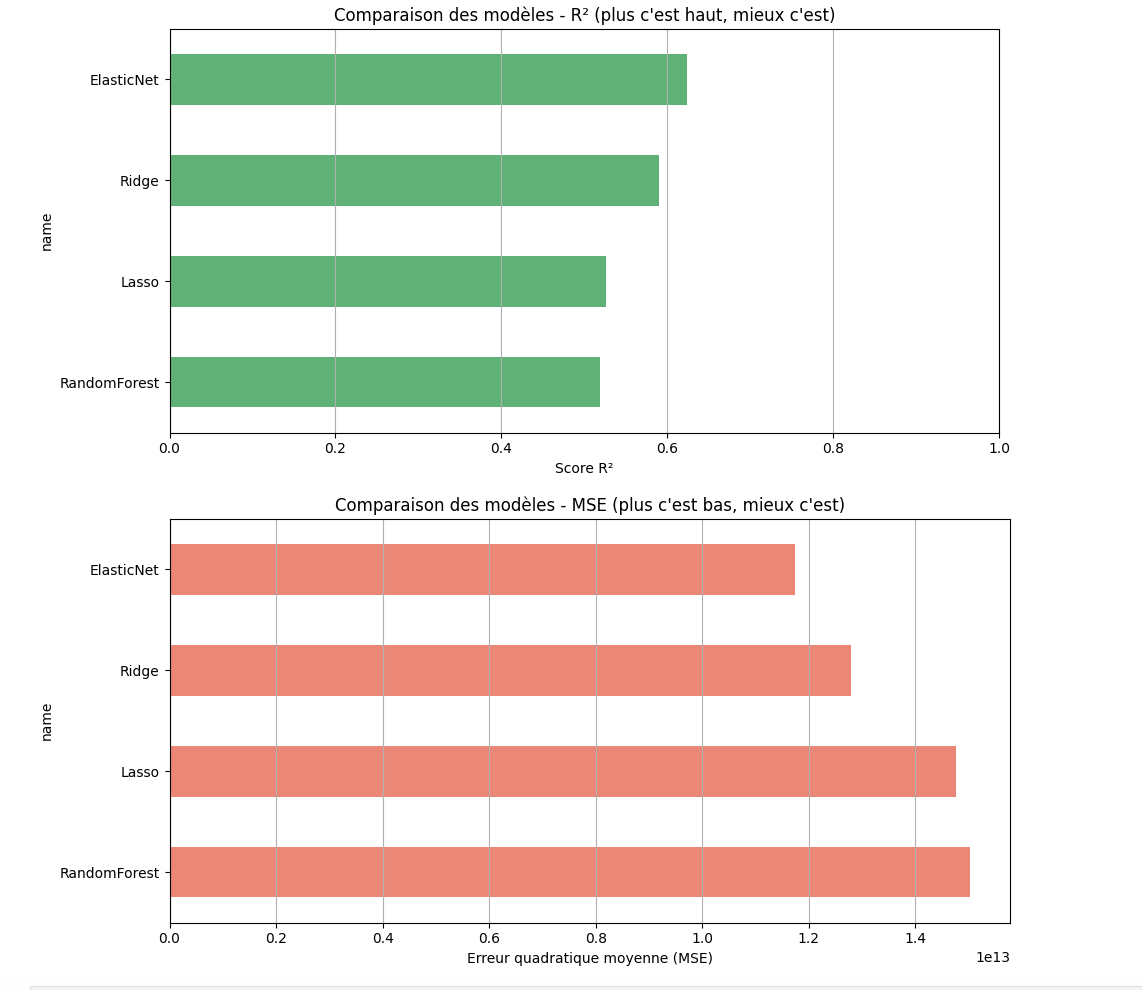 Comparaison des modèles - R² (plus c'est haut, mieux c'est)
ElasticNet
Ridge
name
Lasso
RandomForest
0.0 0.2 0.4 0.6 0.8 1.0
Score R²
Comparaison des modèles - MSE (plus c'est bas, mieux c'est)
ElasticNet
Ridge
name
Lasso
RandomForest
0.0 0.2 0.4 0.6 0.8 1.0 1.2 1.4
1e13
Erreur quadratique moyenne (MSE)